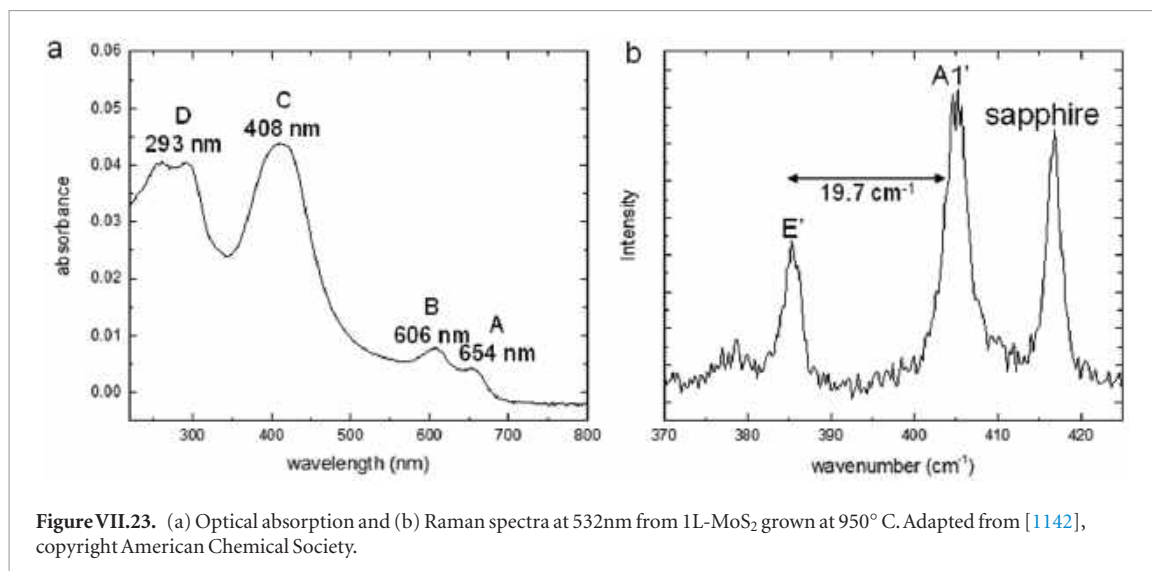 a
0.06
0.05
0.04
0.03
0.02
0.01
0.00
absorbance
D
293 nm
C
408 nm
B
606 nm
A
654 nm
300 400 500 600 700 800
wavelength (nm)
b
Intensity
A1'
sapphire
19.7 cm⁻¹
E'
370 380 390 400 410 420
wavenumber (cm⁻¹)
Figure VII.23. (a) Optical absorption and (b) Raman spectra at 532nm from 1L-MoS₂ grown at 950° C. Adapted from [1142],
copyright American Chemical Society.